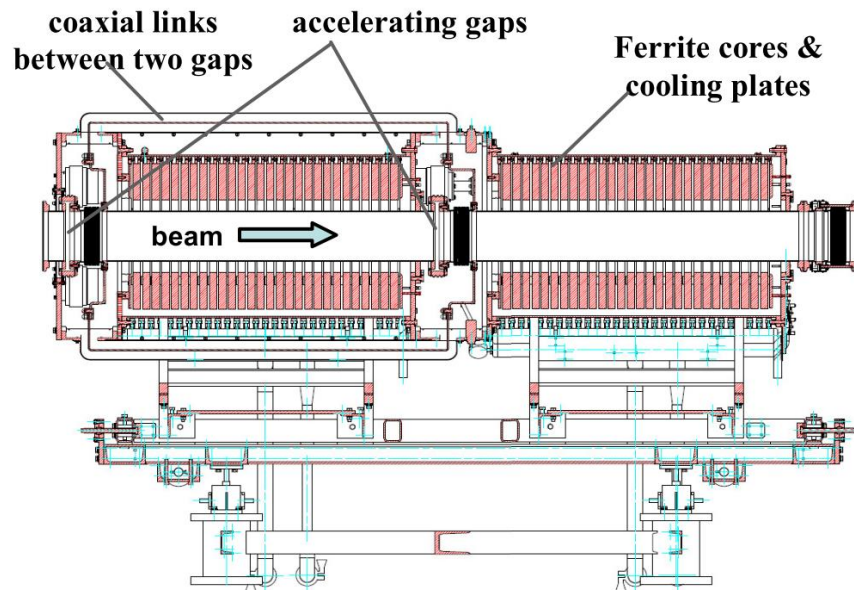 coaxial links
between two gaps
accelerating gaps
Ferrite cores &
cooling plates
beam